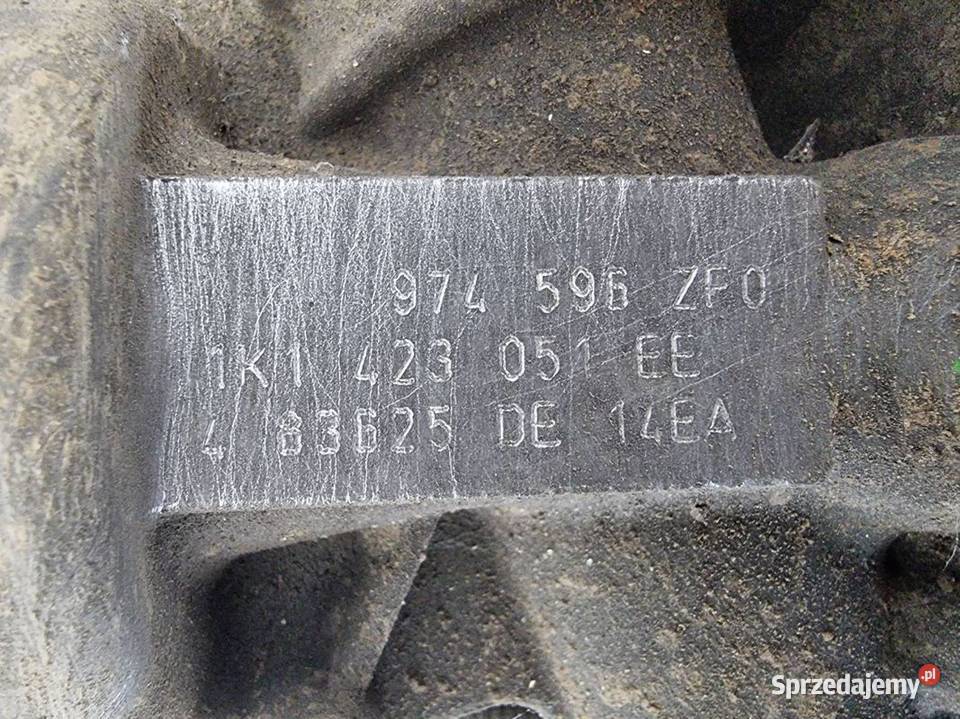 974 596 ZF0
1K1 423 051 EE
4 83625 DE 14EA
Sprzedajemy.pl